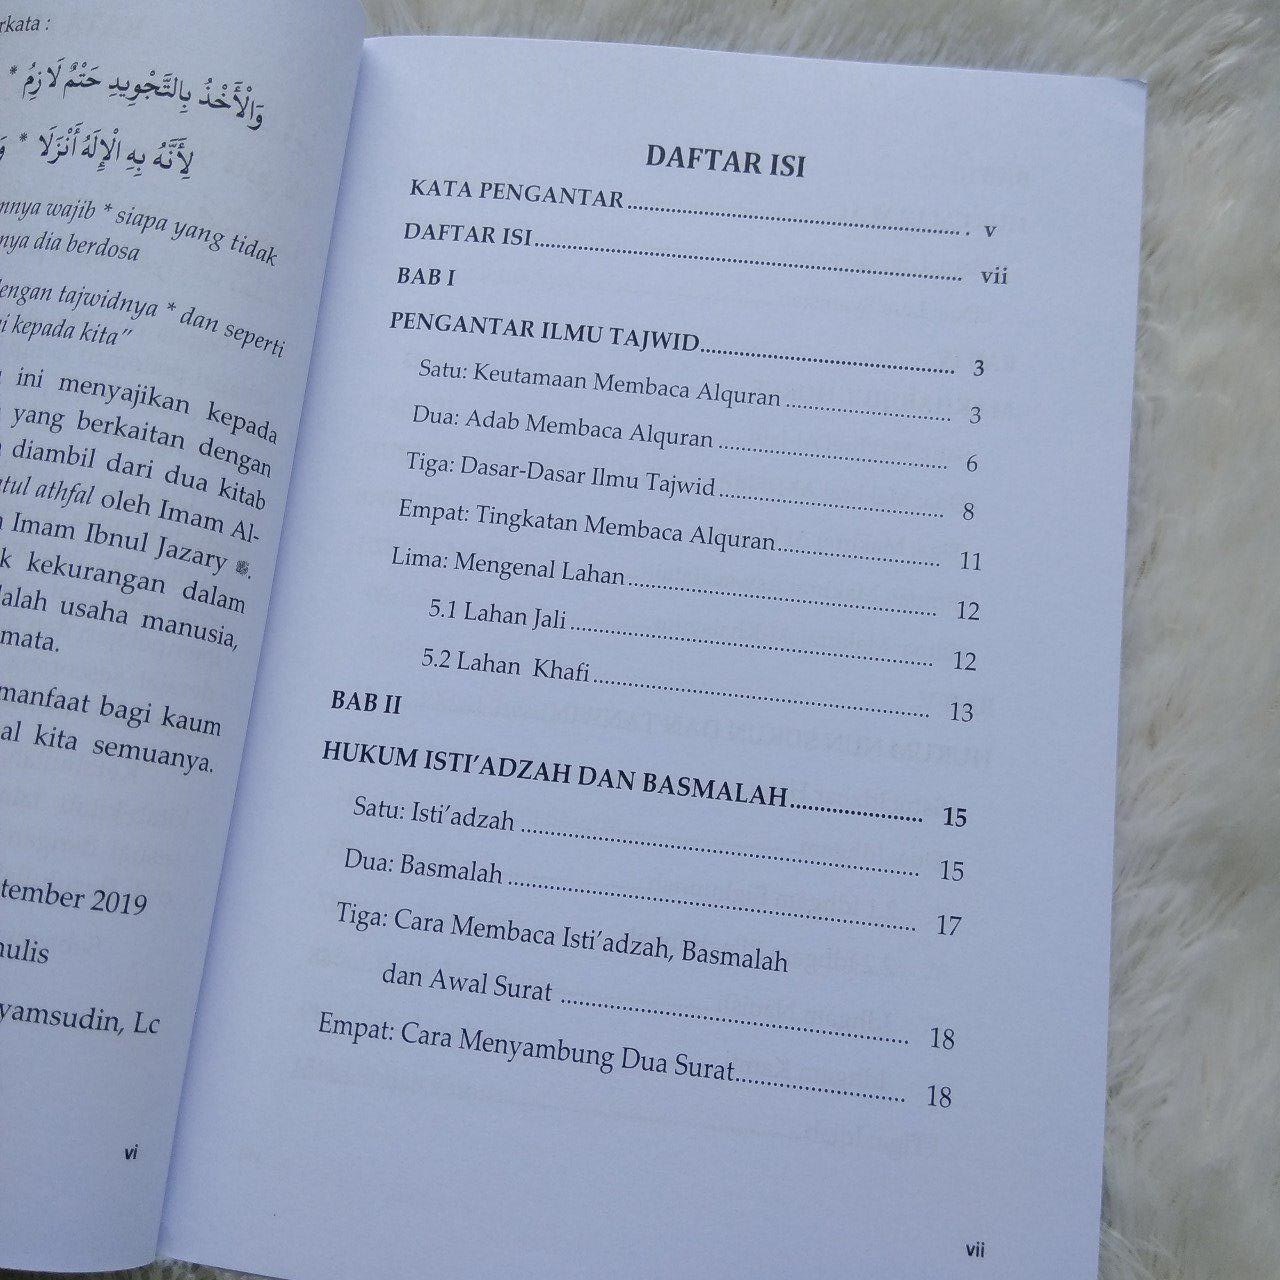 rkata :
وَالْأَخْذُ بِالتَّجْوِيدِ حَتْمٌ لَازِمُ *
لِأَنَّهُ بِهِ الْإِلَهُ أَنْزَلَا *
wajib * siapa yang tidak
nya dia berdosa
dengan tajwidnya * dan seperti
kepada kita”
ini menyajikan kepada
yang berkaitan dengan
diambil dari dua kitab
athfal oleh Imam Al-
Imam Ibnul Jazary
kekurangan dalam
usaha manusia,
mata.
manfaat bagi kaum
kita semuanya.
tember 2019
ulis
yamsudin, Lc
vi
DAFTAR ISI
KATA PENGANTAR.................................................. v
DAFTAR ISI................................................................ vii
BAB I
PENGANTAR ILMU TAJWID...................................... 3
Satu: Keutamaan Membaca Alquran ......................... 3
Dua: Adab Membaca Alquran ................................... 6
Tiga: Dasar-Dasar Ilmu Tajwid ................................... 8
Empat: Tingkatan Membaca Alquran......................... 11
Lima: Mengenal Lahan............................................... 12
5.1 Lahan Jali ....................................................... 12
5.2 Lahan Khafi................................................... 13
BAB II
HUKUM ISTI’ADZAH DAN BASMALAH.................... 15
Satu: Isti’adzah ........................................................... 15
Dua: Basmalah ............................................................ 17
Tiga: Cara Membaca Isti’adzah, Basmalah
dan Awal Surat ................................................... 18
Empat: Cara Menyambung Dua Surat......................... 18
vii